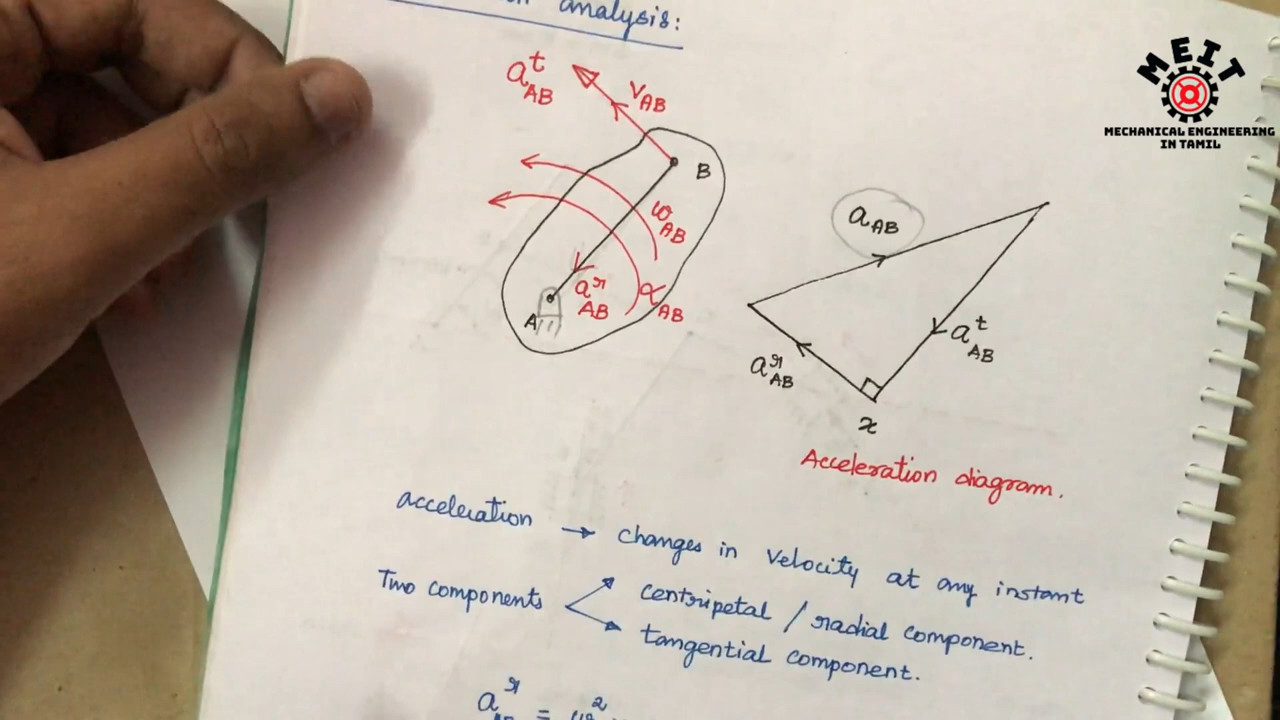 analysis:
MEIT
MECHANICAL ENGINEERING
IN TAMIL
a^t_AB
V_AB
B
ω_AB
a^r_AB
α_AB
A
a_AB
a^t_AB
a^r_AB
x
Acceleration diagram.
acceleration → changes in velocity at any instant
Two components
centripetal / radial component.
tangential component.
a^r =